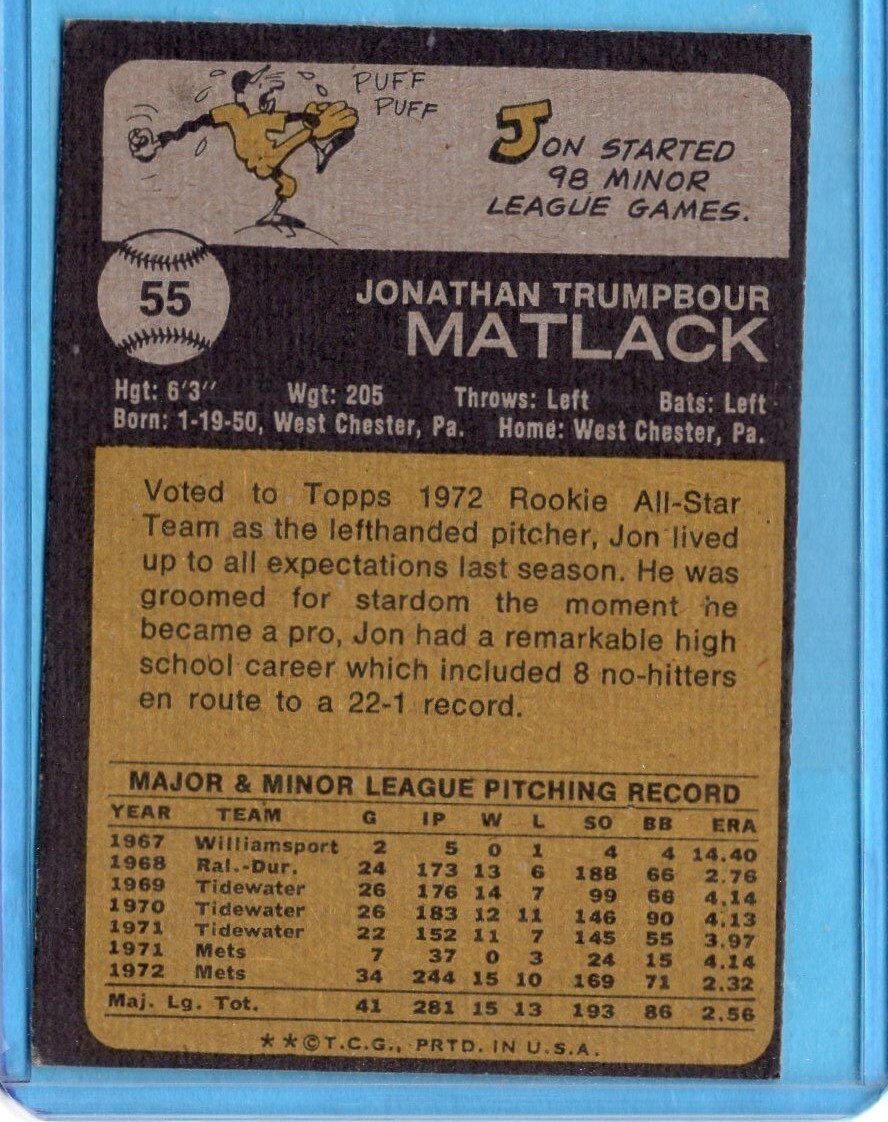 PUFF
PUFF
JON STARTED
98 MINOR
LEAGUE GAMES.
55
JONATHAN TRUMPBOUR
MATLACK
Hgt: 6'3" Wgt: 205 Throws: Left Bats: Left
Born: 1-19-50, West Chester, Pa. Home: West Chester, Pa.
Voted to Topps 1972 Rookie All-Star
Team as the lefthanded pitcher, Jon lived
up to all expectations last season. He was
groomed for stardom the moment he
became a pro, Jon had a remarkable high
school career which included 8 no-hitters
en route to a 22-1 record.
MAJOR & MINOR LEAGUE PITCHING RECORD
YEAR TEAM G IP W L SO BB ERA
1967 Williamsport 2 5 0 1 4 4 14.40
1968 Ral.-Dur. 24 173 13 6 188 66 2.76
1969 Tidewater 26 176 14 7 99 66 4.14
1970 Tidewater 26 183 12 11 146 90 4.13
1971 Tidewater 22 152 11 7 145 55 3.97
1971 Mets 7 37 0 3 24 15 4.14
1972 Mets 34 244 15 10 169 71 2.32
Maj. Lg. Tot. 41 281 15 13 193 86 2.56
**©T.C.G., PRTD. IN U.S.A.